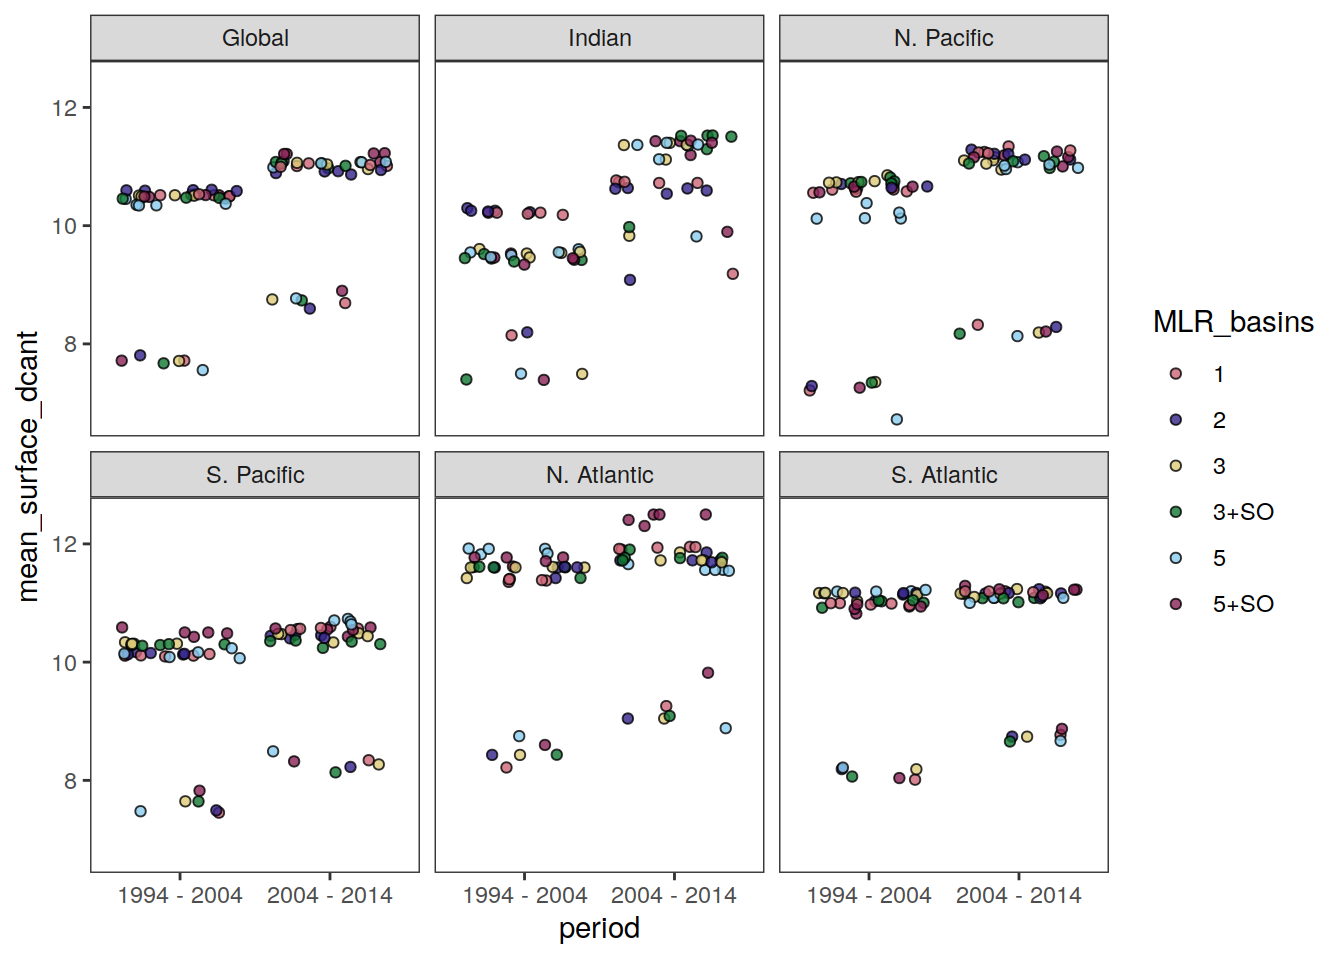 Global
Indian
N. Pacific
12
10
8
S. Pacific
N. Atlantic
S. Atlantic
12
10
8
1994 - 2004
2004 - 2014
1994 - 2004
2004 - 2014
1994 - 2004
2004 - 2014
period
mean_surface_dcant
MLR_basins
1
2
3
3+SO
5
5+SO